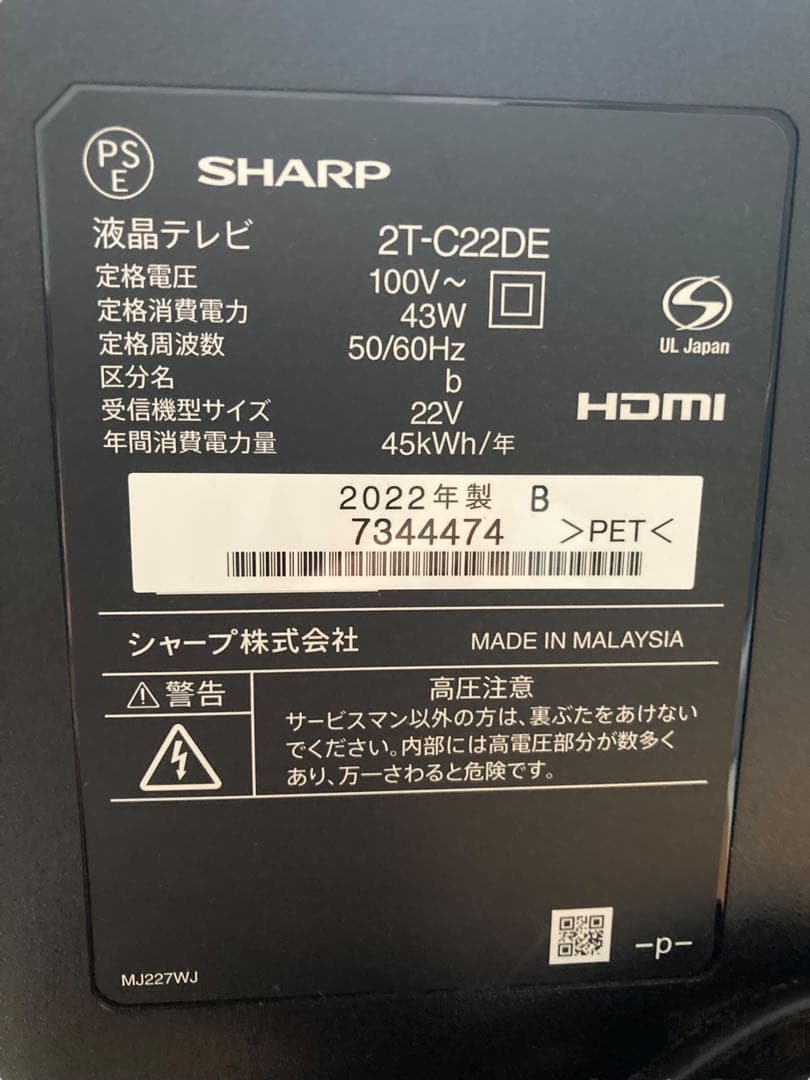 PS
E
SHARP
液晶テレビ 2T-C22DE
定格電圧 100V～
定格消費電力 43W
定格周波数 50/60Hz
区分名 b
受信機型サイズ 22V
年間消費電力量 45kWh/年
UL Japan
HDMI
2022年製 B
7344474 >PET<
シャープ株式会社 MADE IN MALAYSIA
⚠警告
高圧注意
サービスマン以外の方は、裏ぶたをあけない
でください。内部には高電圧部分が数多く
あり、万一さわると危険です。
MJ227WJ
-p-